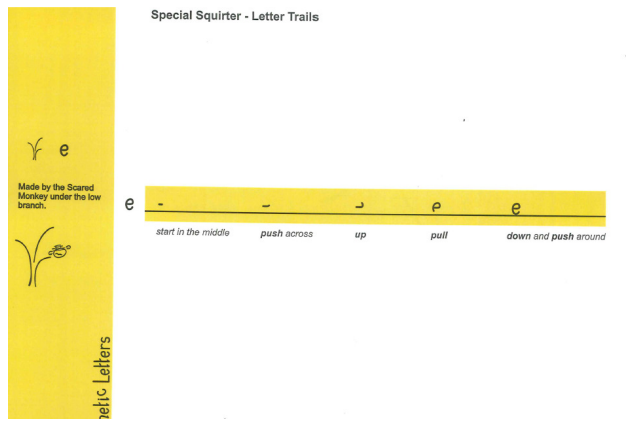 Special Squirter - Letter Trails
e
Made by the Scared
Monkey under the low
branch.
e - e e
start in the middle push across up pull down and push around
netic Letters